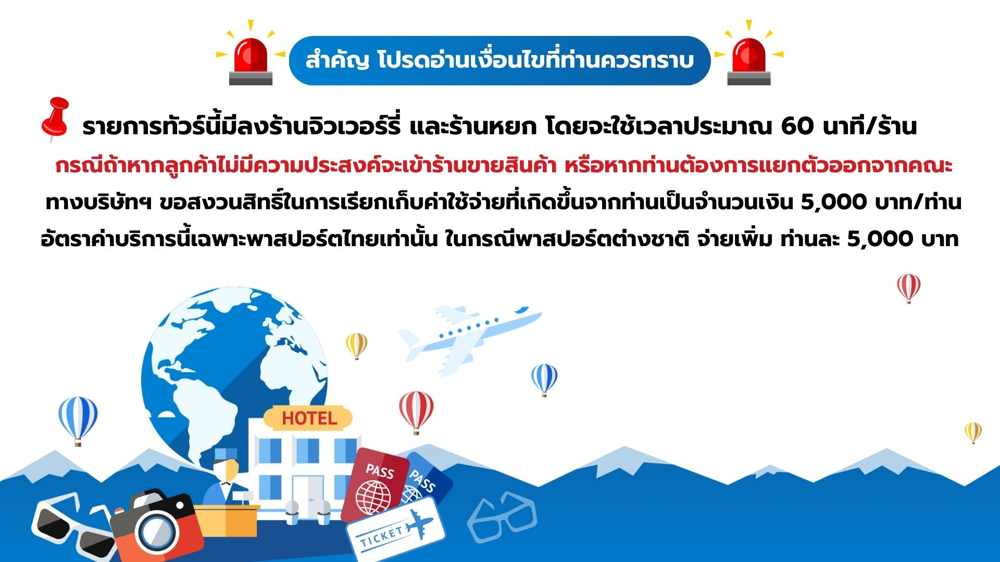 สำคัญ โปรดอ่านเงื่อนไขที่ท่านควรทราบ
รายการทัวร์นี้มีลงร้านจิวเวอร์รี่ และร้านหยก โดยจะใช้เวลาประมาณ 60 นาที/ร้าน
กรณีถ้าหากลูกค้าไม่มีความประสงค์จะเข้าร้านขายสินค้า หรือหากท่านต้องการแยกตัวออกจากคณะ
ทางบริษัทฯ ขอสงวนสิทธิ์ในการเรียกเก็บค่าใช้จ่ายที่เกิดขึ้นจากท่านเป็นจำนวนเงิน 5,000 บาท/ท่าน
อัตราค่าบริการนี้เฉพาะพาสปอร์ตไทยเท่านั้น ในกรณีพาสปอร์ตต่างชาติ จ่ายเพิ่ม ท่านละ 5,000 บาท
HOTEL
PASS
PASS
TICKET